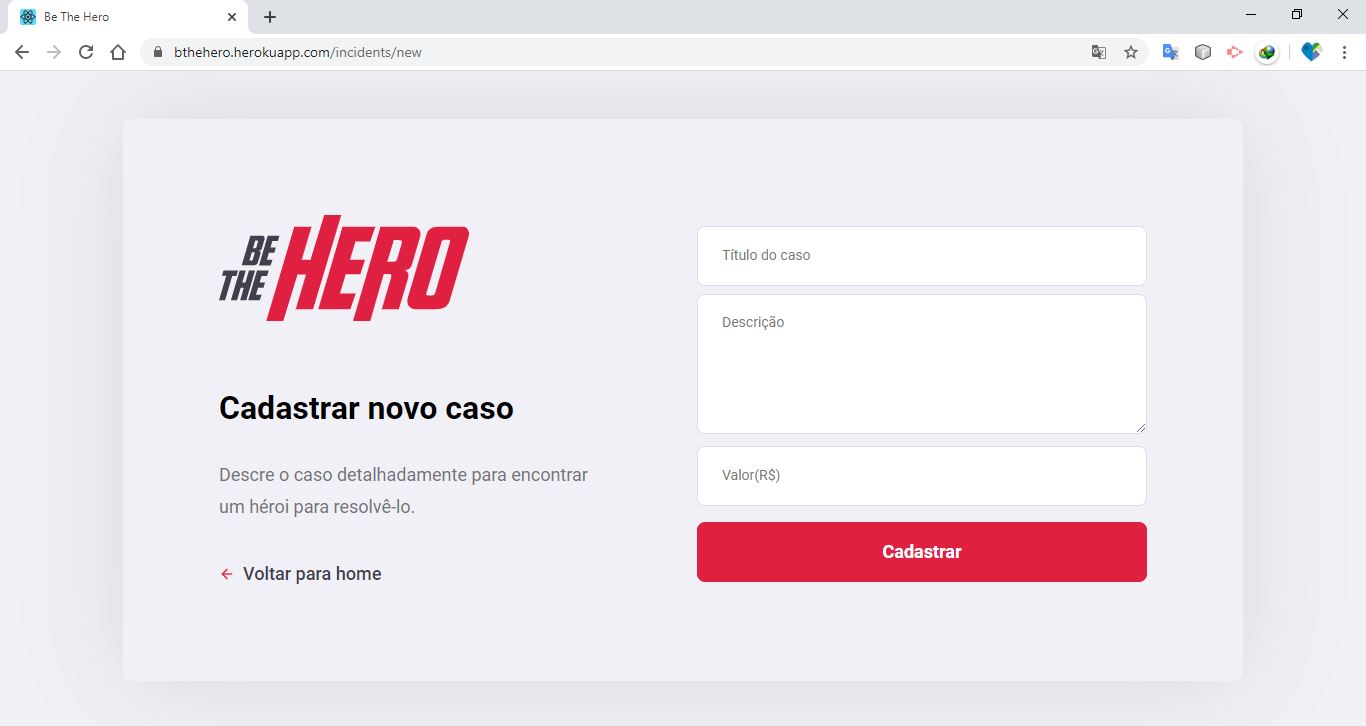 Be The Hero
bthehero.herokuapp.com/incidents/new
BE
THE HERO
Cadastrar novo caso
Descre o caso detalhadamente para encontrar
um héroi para resolvê-lo.
Voltar para home
Título do caso
Descrição
Valor(R$)
Cadastrar